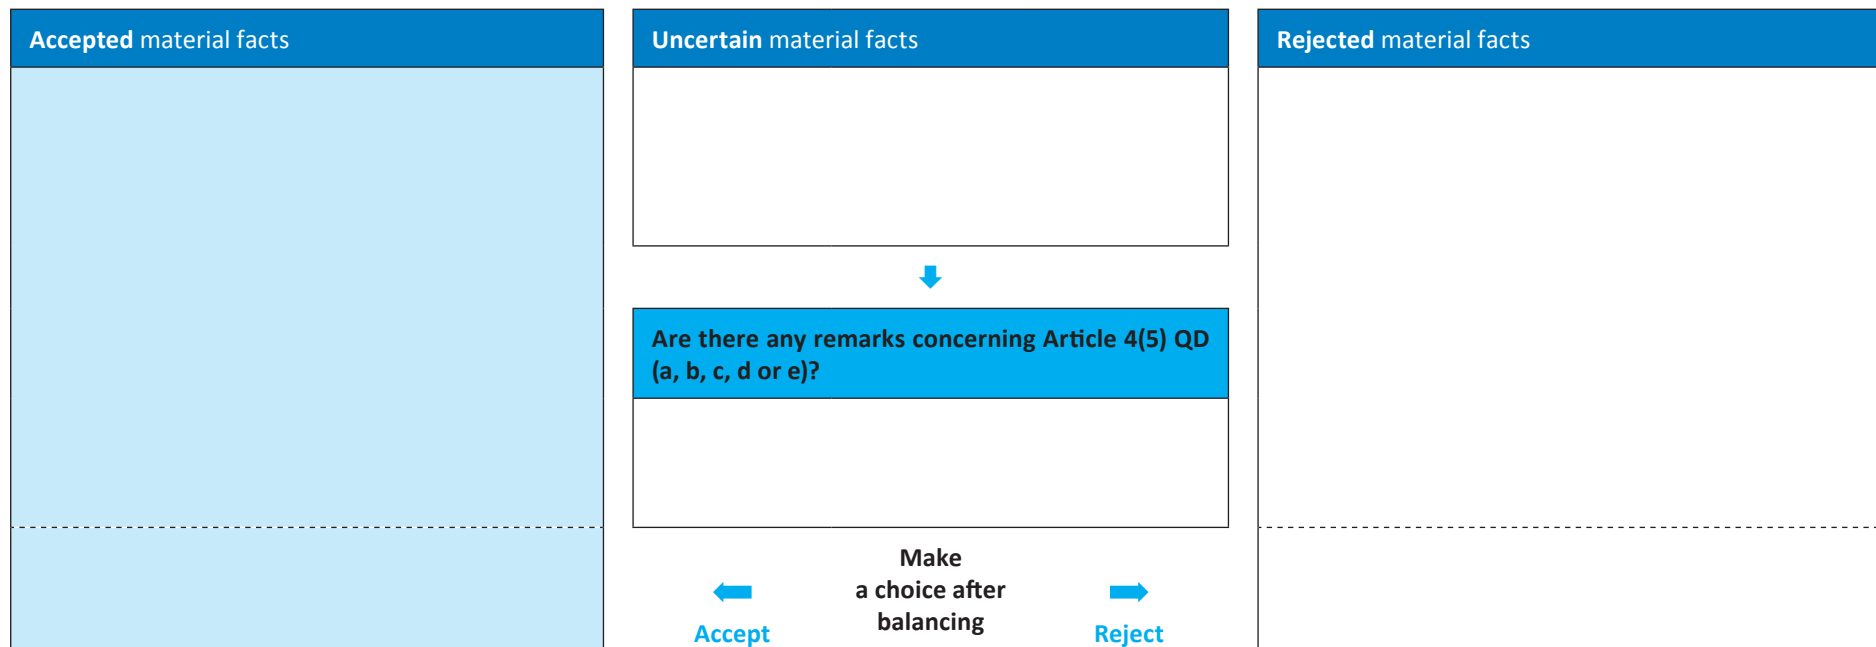 Accepted material facts
Uncertain material facts
Rejected material facts
Are there any remarks concerning Article 4(5) QD
(a, b, c, d or e)?
Make
a choice after
balancing
Accept
Reject